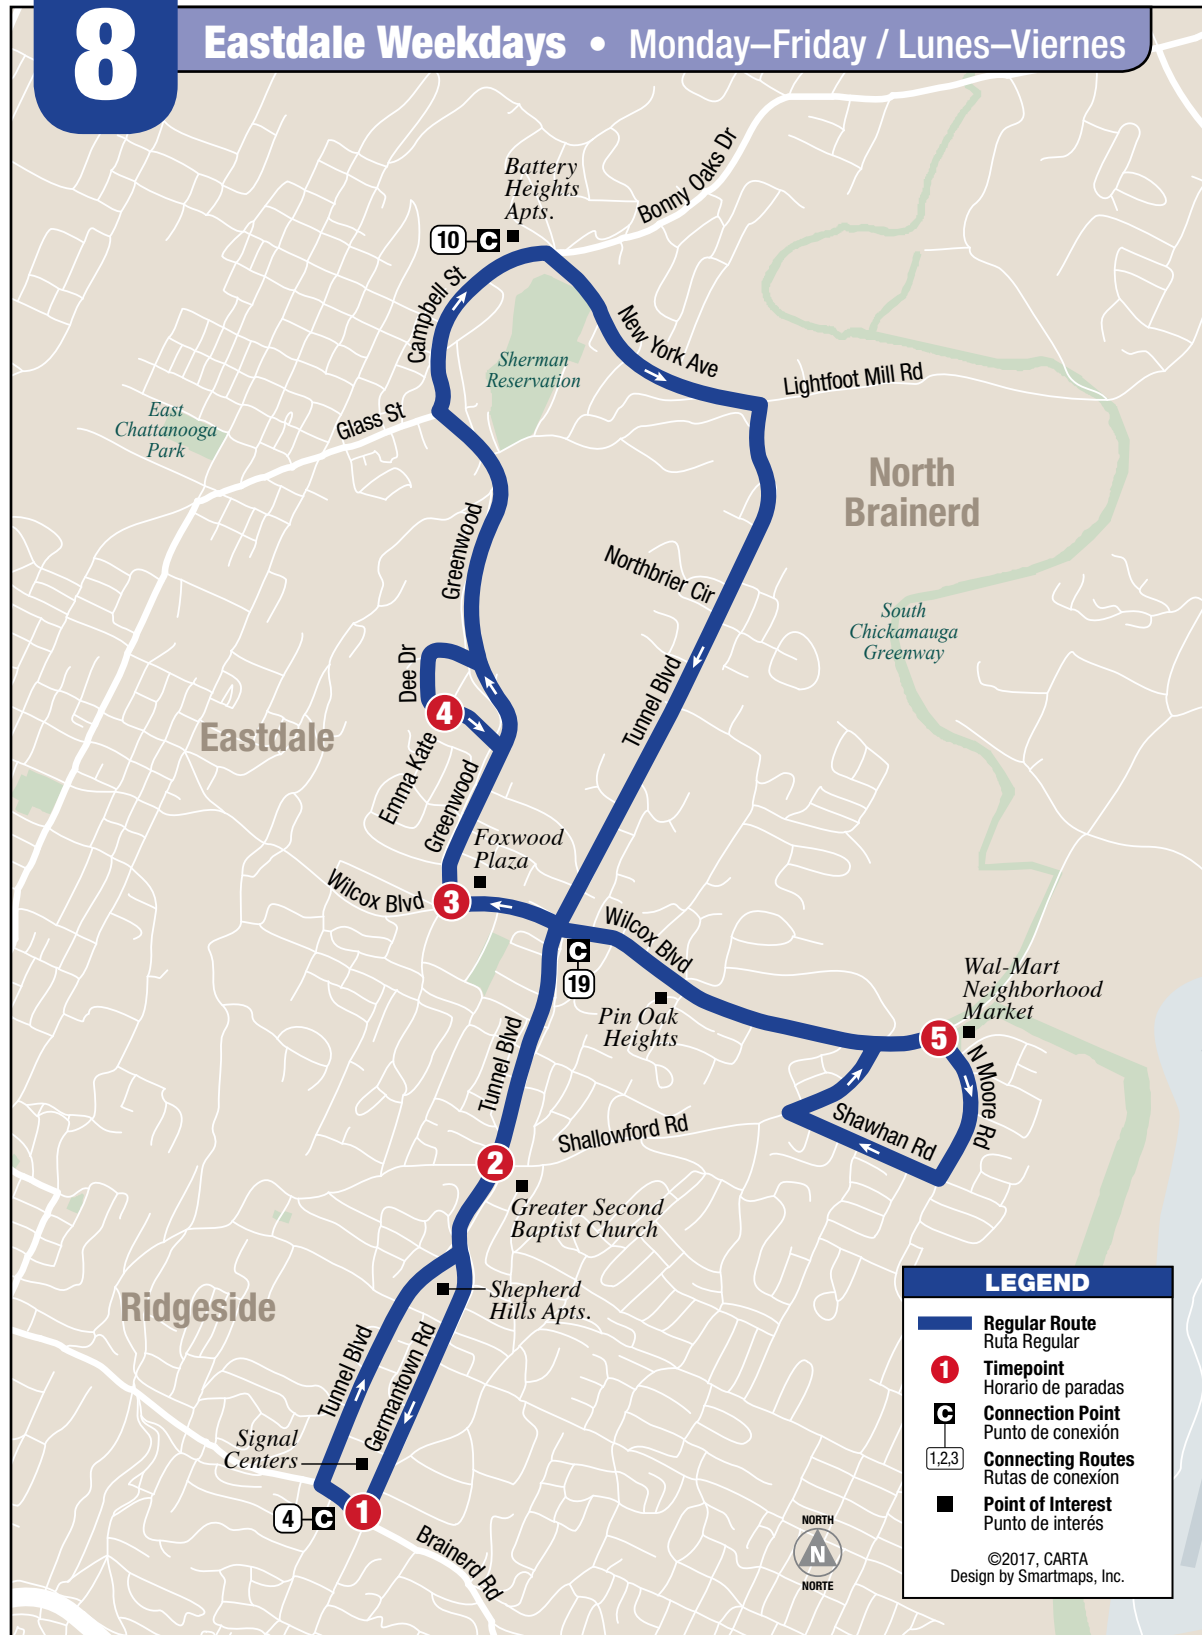 8
Eastdale Weekdays • Monday–Friday / Lunes–Viernes
Battery
Heights
Apts.
Bonny Oaks Dr
10
C
Campbell St
New York Ave
Sherman
Reservation
Lightfoot Mill Rd
East
Chattanooga
Park
Glass St
North
Brainerd
Greenwood
Northbrier Cir
South
Chickamauga
Greenway
Dee Dr
Tunnel Blvd
4
Eastdale
Emma Kate
Greenwood
Foxwood
Plaza
Wilcox Blvd
3
Wilcox Blvd
C
19
Wal-Mart
Neighborhood
Market
Pin Oak
Heights
5
N Moore Rd
Tunnel Blvd
Shawhan Rd
Shallowford Rd
2
Greater Second
Baptist Church
Shepherd
Hills Apts.
Ridgeside
Tunnel Blvd
Germantown Rd
Signal
Centers
4
C
1
Brainerd Rd
NORTH
N
NORTE
LEGEND
Regular Route
Ruta Regular
1
Timepoint
Horario de paradas
C
Connection Point
Punto de conexión
1,2,3
Connecting Routes
Rutas de conexíon
Point of Interest
Punto de interés
©2017, CARTA
Design by Smartmaps, Inc.